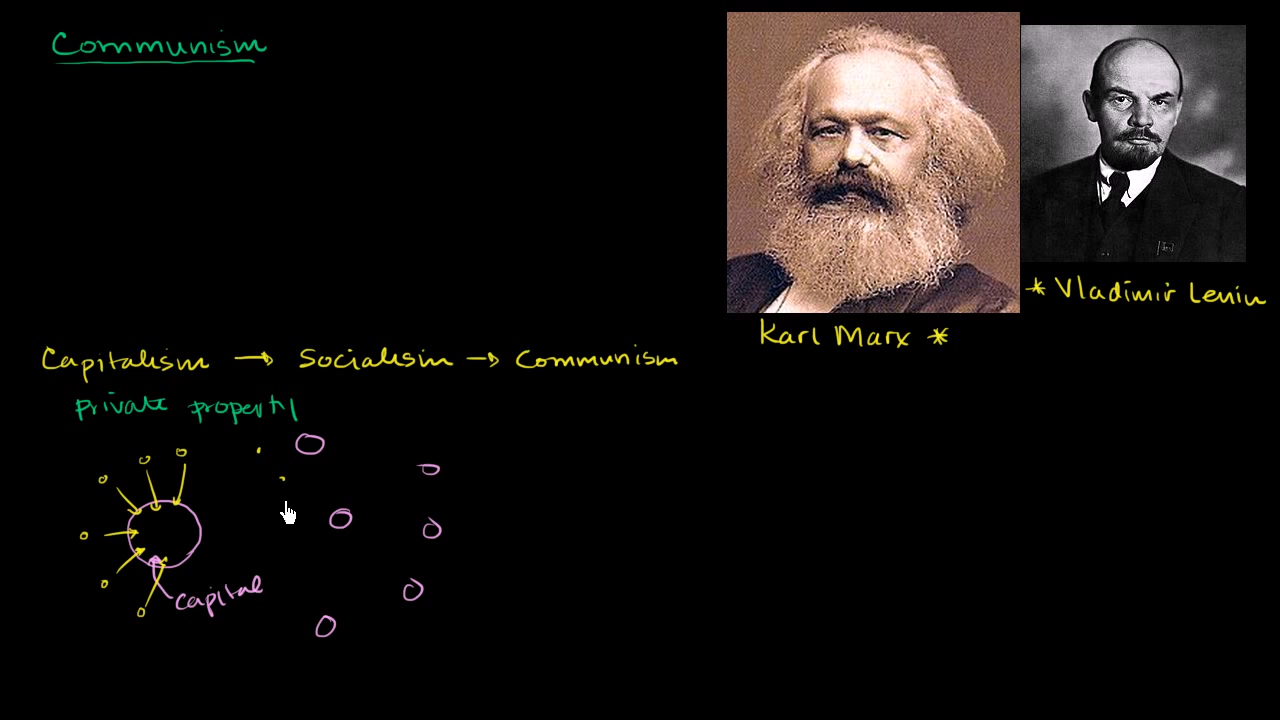 Communism
* Vladimir Lenin
Karl Marx *
Capitalism → Socialism → Communism
Private property
Capital